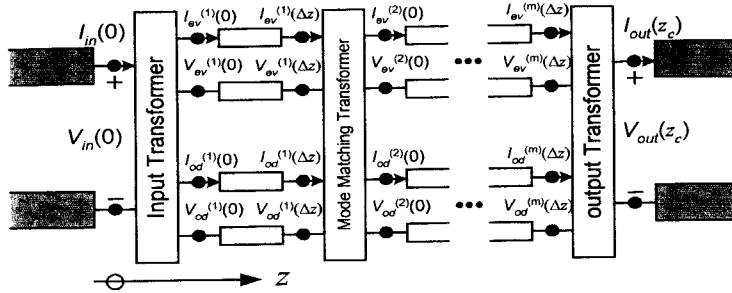 I_in(0)
+
V_in(0)
−
Input Transformer
I_ev^(1)(0) I_ev^(1)(Δz)
V_ev^(1)(0) V_ev^(1)(Δz)
I_od^(1)(0) I_od^(1)(Δz)
V_od^(1)(0) V_od^(1)(Δz)
Mode Matching Transformer
I_ev^(2)(0)
V_ev^(2)(0)
I_od^(2)(0)
V_od^(2)(0)
•••
•••
I_ev^(m)(Δz)
V_ev^(m)(Δz)
I_od^(m)(Δz)
V_od^(m)(Δz)
output Transformer
I_out(z_c)
+
V_out(z_c)
−
z